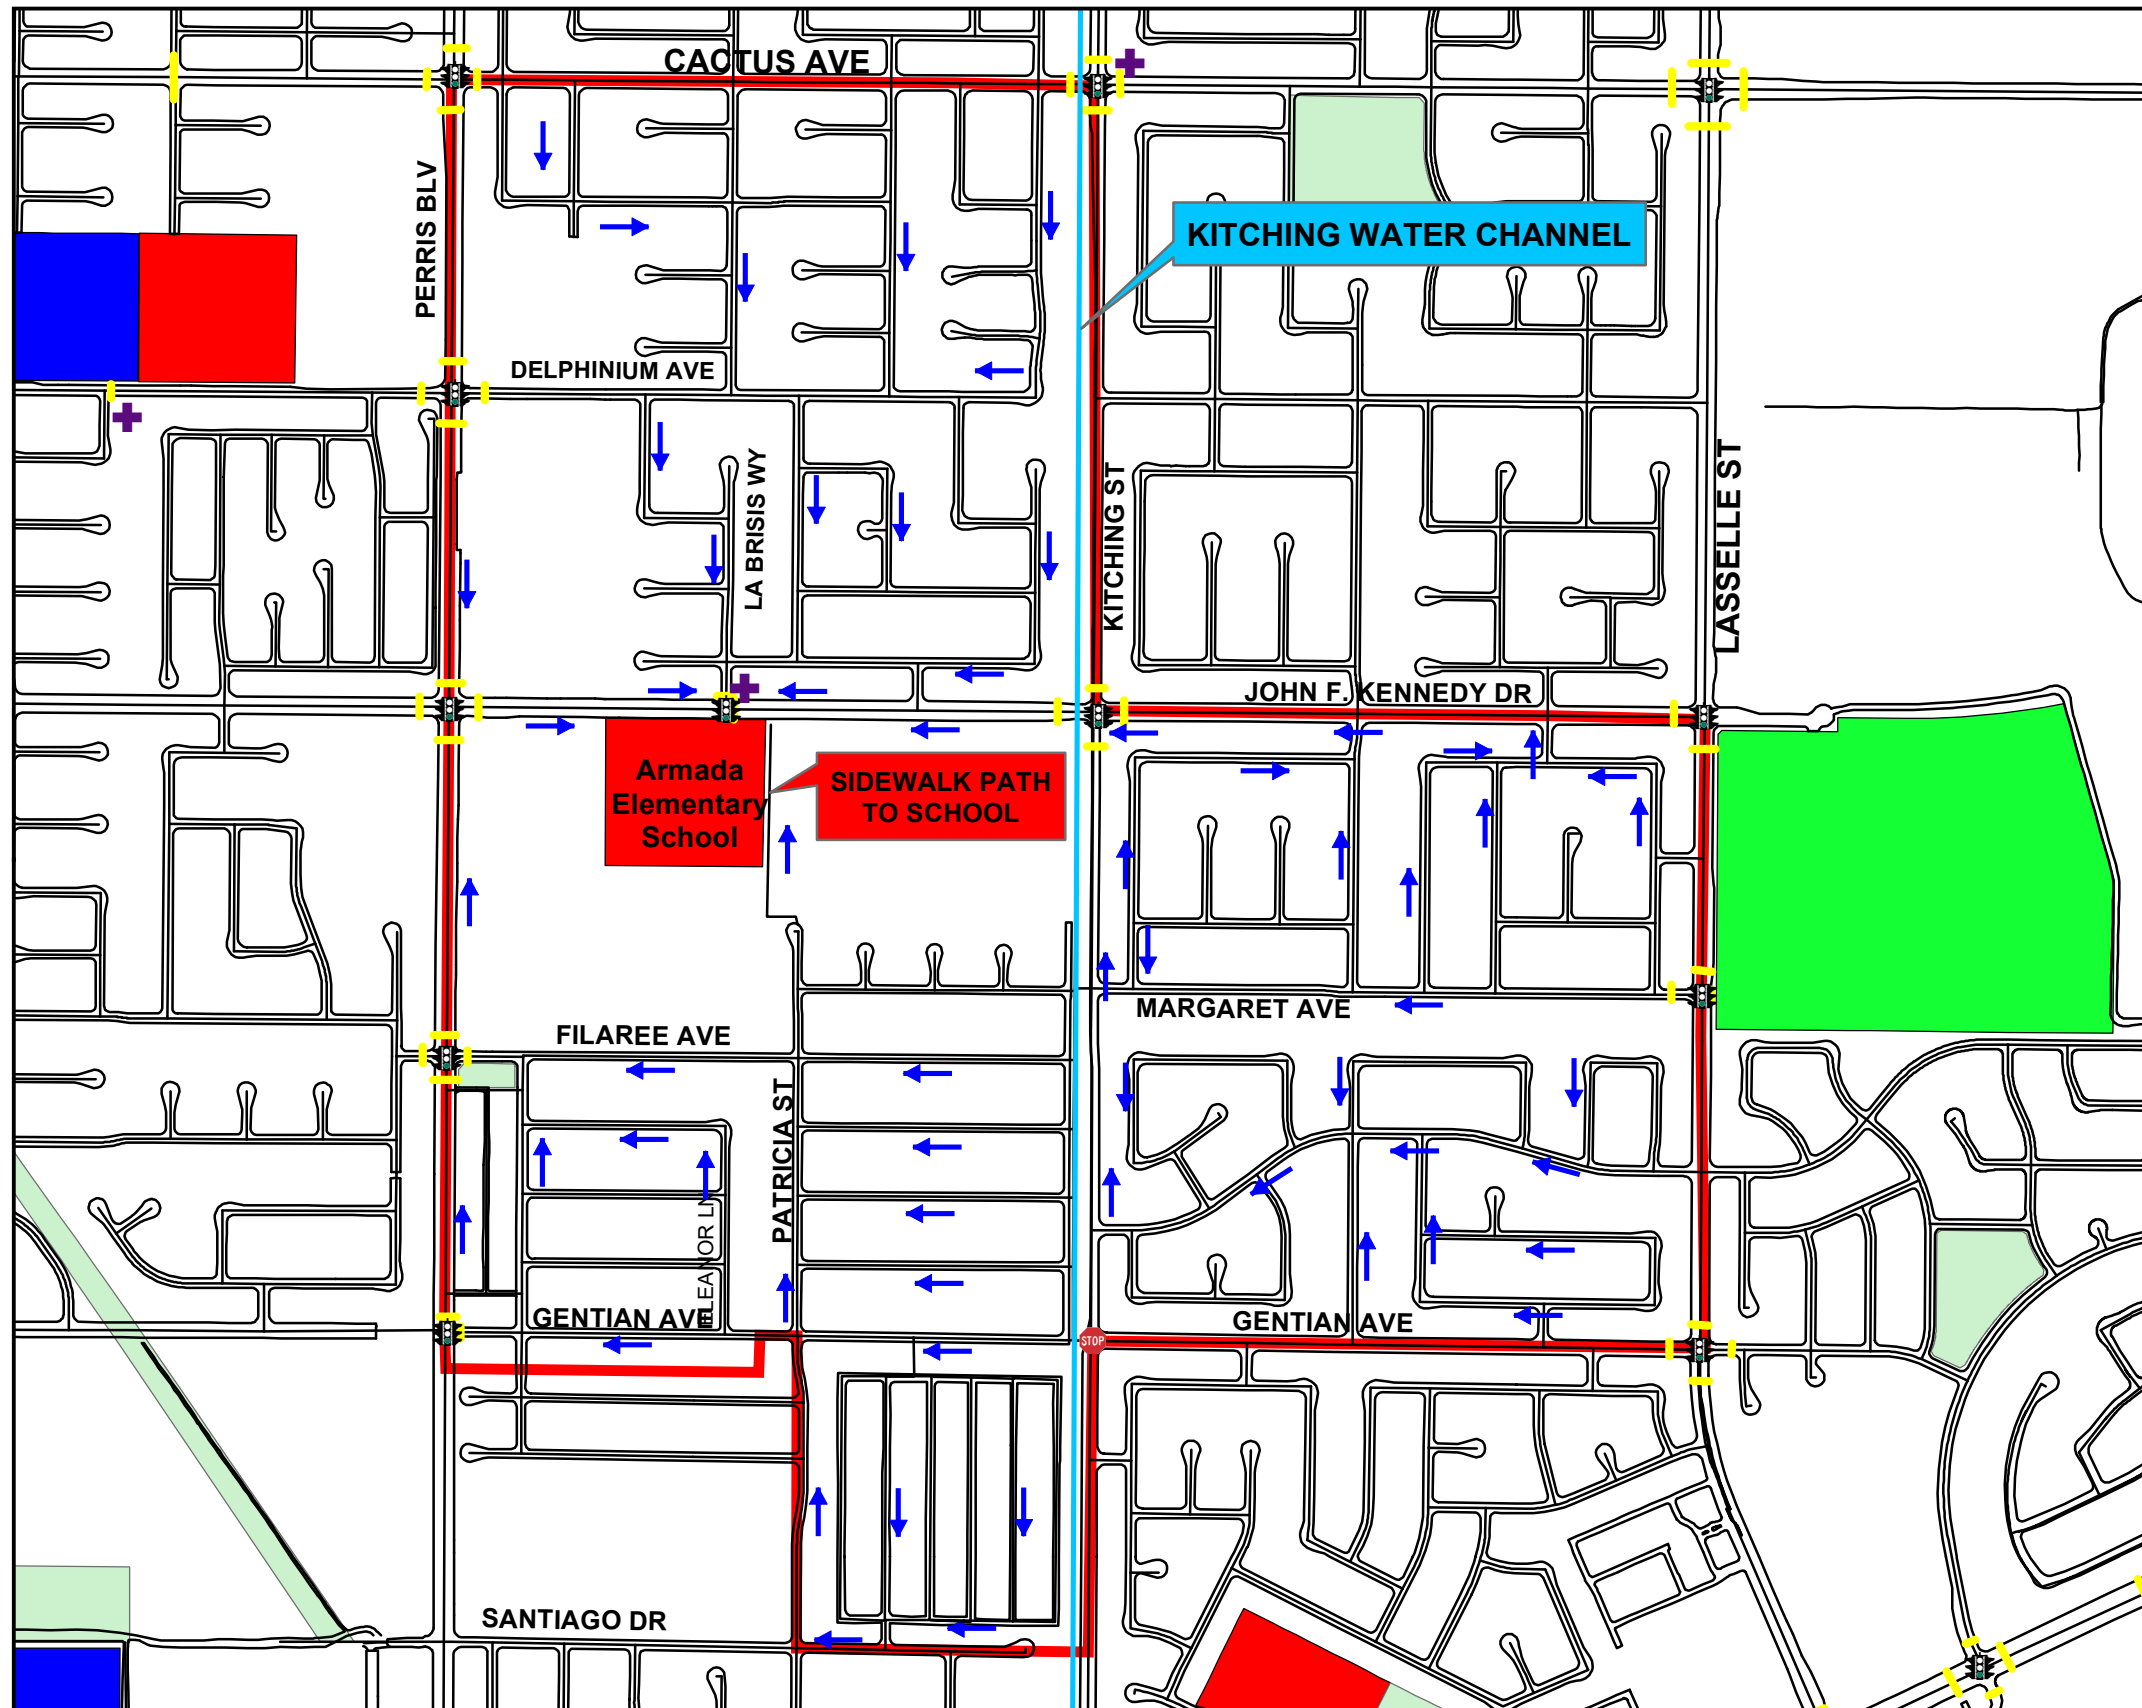 CACTUS AVE
PERRIS BLV
KITCHING WATER CHANNEL
DELPHINIUM AVE
LA BRISIS WY
KITCHING ST
LASSELLE ST
JOHN F. KENNEDY DR
Armada
Elementary
School
SIDEWALK PATH
TO SCHOOL
MARGARET AVE
FILAREE AVE
PATRICIA ST
ELEANOR LN
GENTIAN AVE
GENTIAN AVE
STOP
SANTIAGO DR